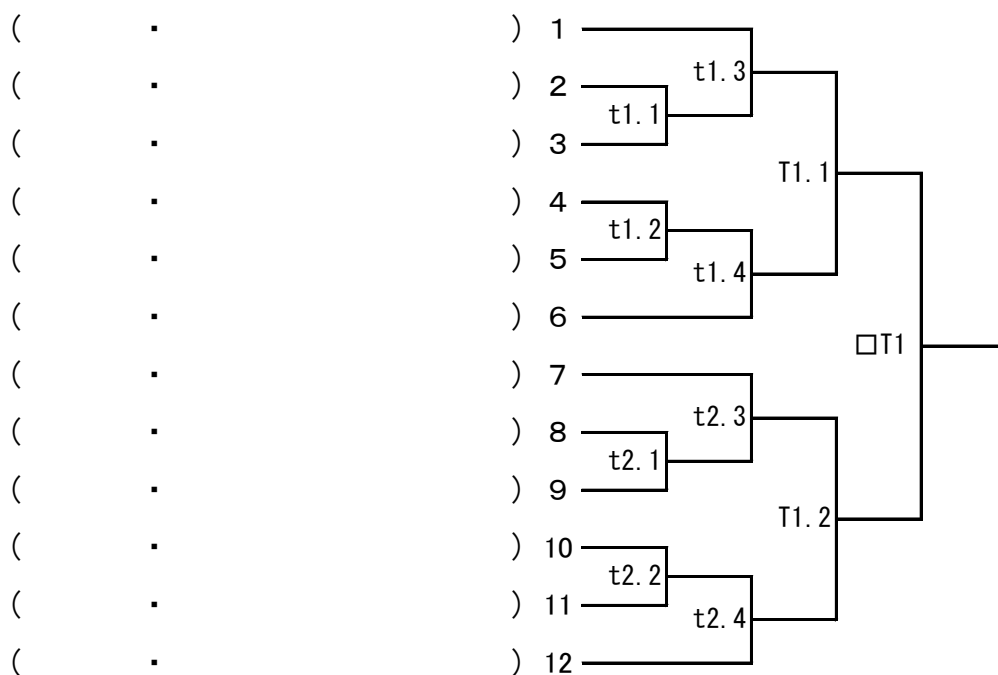 ( ・ ) 1
t1.3
( ・ ) 2
t1.1
( ・ ) 3
T1.1
( ・ ) 4
t1.2
( ・ ) 5
t1.4
( ・ ) 6
□T1
( ・ ) 7
t2.3
( ・ ) 8
t2.1
( ・ ) 9
T1.2
( ・ ) 10
t2.2
( ・ ) 11
t2.4
( ・ ) 12